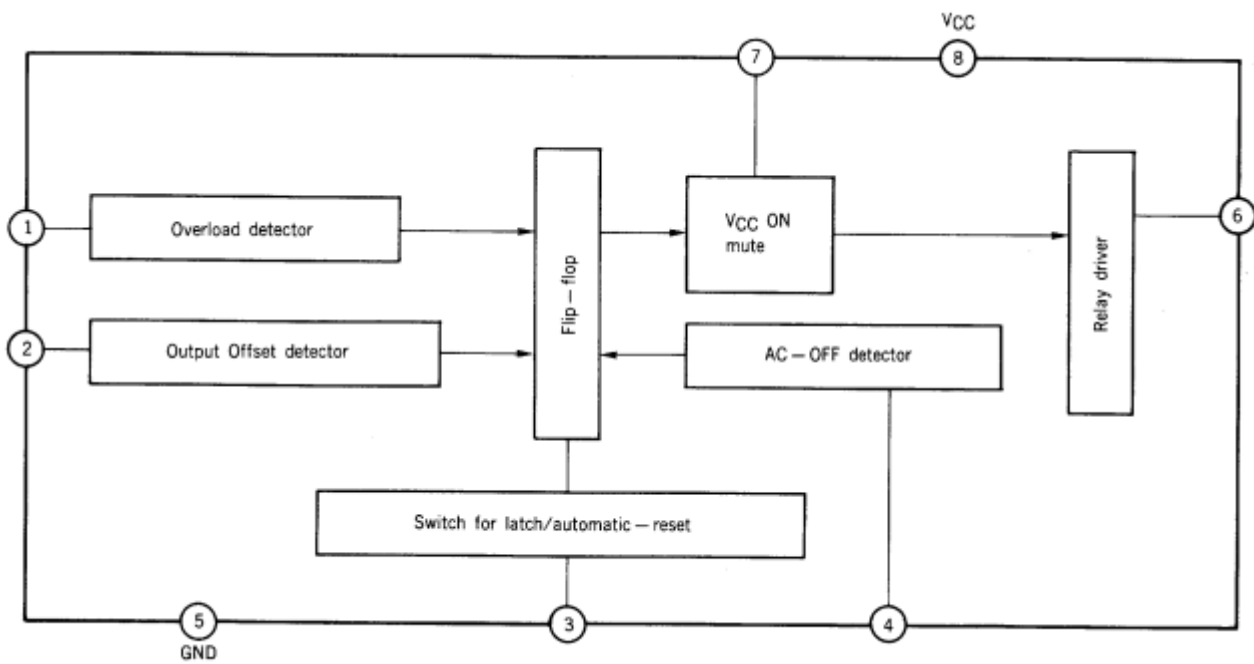 VCC
7
8
1
Overload detector
Flip-flop
VCC ON
mute
Relay driver
6
2
Output Offset detector
AC-OFF detector
Switch for latch/automatic-reset
5
GND
3
4